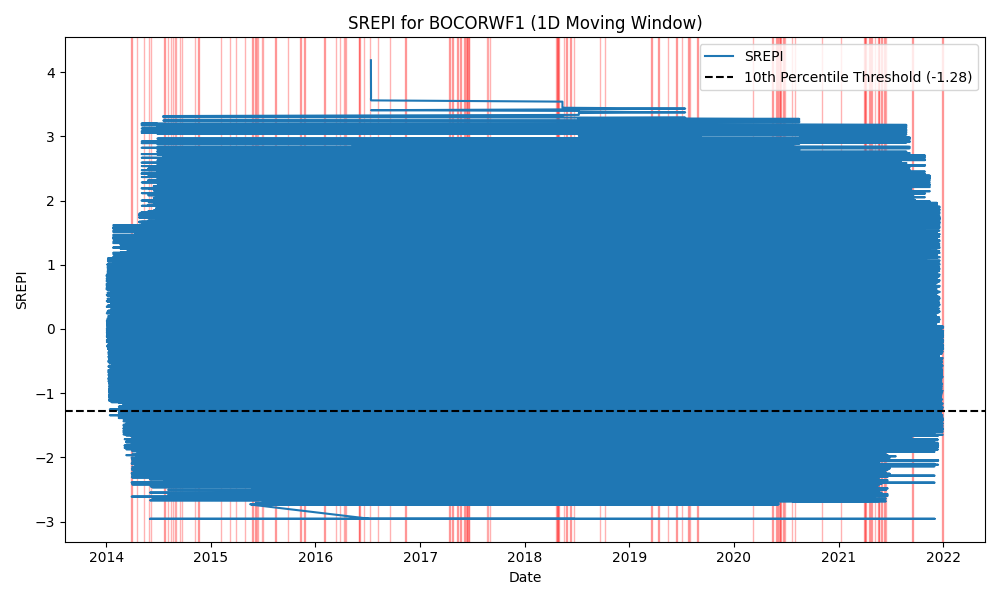 SREPI for BOCORWF1 (1D Moving Window)
SREPI
10th Percentile Threshold (-1.28)
4
3
2
1
0
−1
−2
−3
SREPI
2014 2015 2016 2017 2018 2019 2020 2021 2022
Date